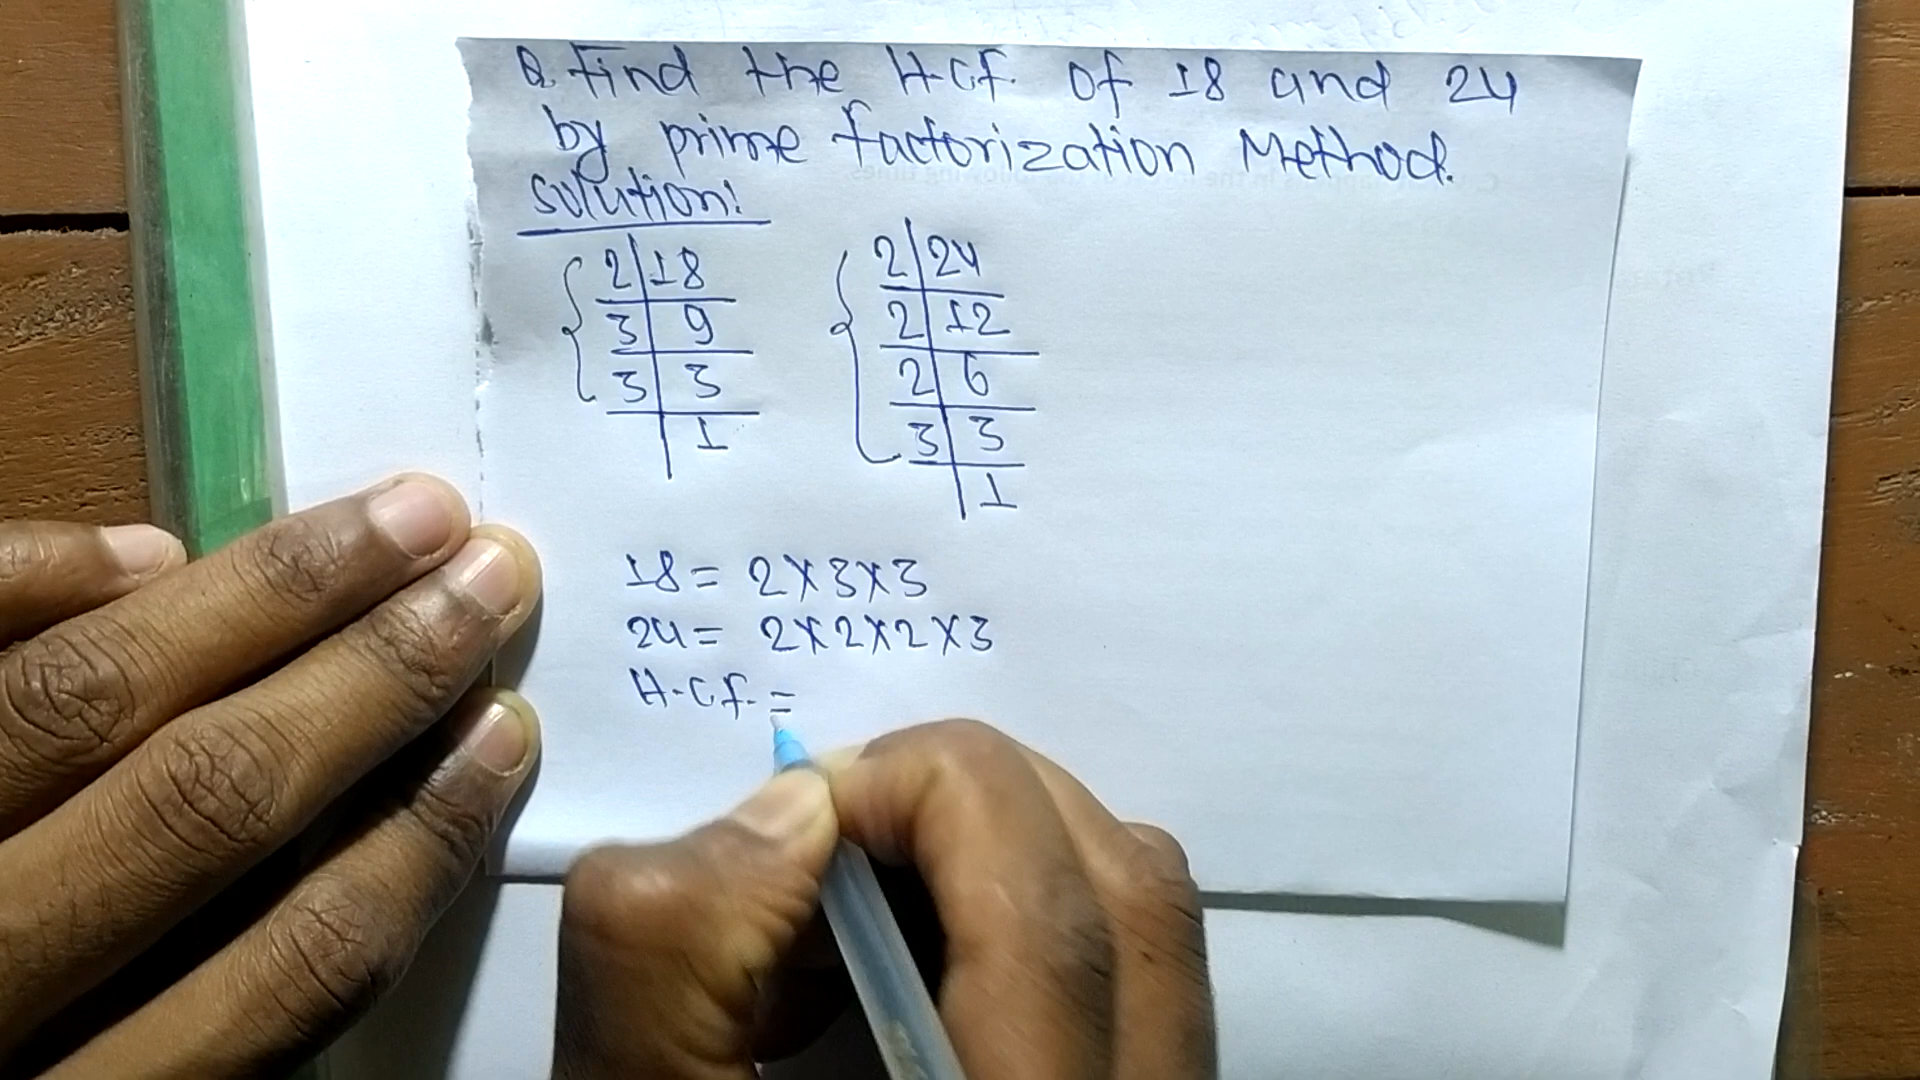 Q. Find the H.C.f. of 18 and 24
by prime factorization Method.
Solution:
2 18
3 9
3 3
1
2 24
2 12
2 6
3 3
1
18 = 2×3×3
24 = 2×2×2×3
H.C.f. =